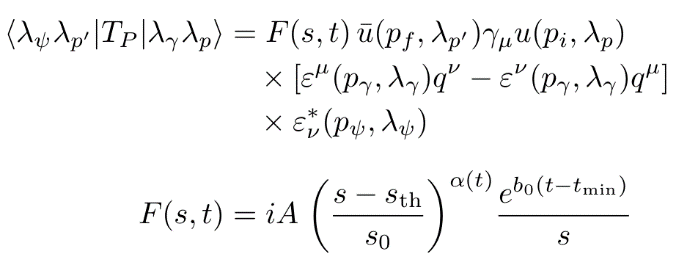 ⟨λ_ψ λ_{p′}|T_P|λ_γ λ_p⟩ = F(s, t) ū(p_f, λ_{p′})γ_μ u(p_i, λ_p)
× [ε^μ(p_γ, λ_γ)q^ν − ε^ν(p_γ, λ_γ)q^μ]
× ε^*_ν(p_ψ, λ_ψ)
F(s, t) = iA ((s − s_th)/s_0)^{α(t)} e^{b_0(t−t_min)}/s